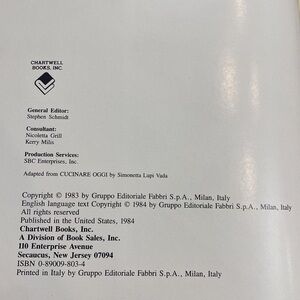 CHARTWELL
BOOKS, INC.
General Editor:
Stephen Schmidt
Consultant:
Nicoletta Grill
Kerry Milis
Production Services:
SBC Enterprises, Inc.
Adapted from CUCINARE OGGI by Simonetta Lupi Vada
Copyright © 1983 by Gruppo Editoriale Fabbri S.p.A., Milan, Italy
English language text Copyright © 1984 by Gruppo Editoriale Fabbri S.p.A., Milan, Italy
All rights reserved
Published in the United States, 1984
Chartwell Books, Inc.
A Division of Book Sales, Inc.
110 Enterprise Avenue
Secaucus, New Jersey 07094
ISBN 0-89009-803-4
Printed in Italy by Gruppo Editoriale Fabbri S.p.A., Milan, Italy